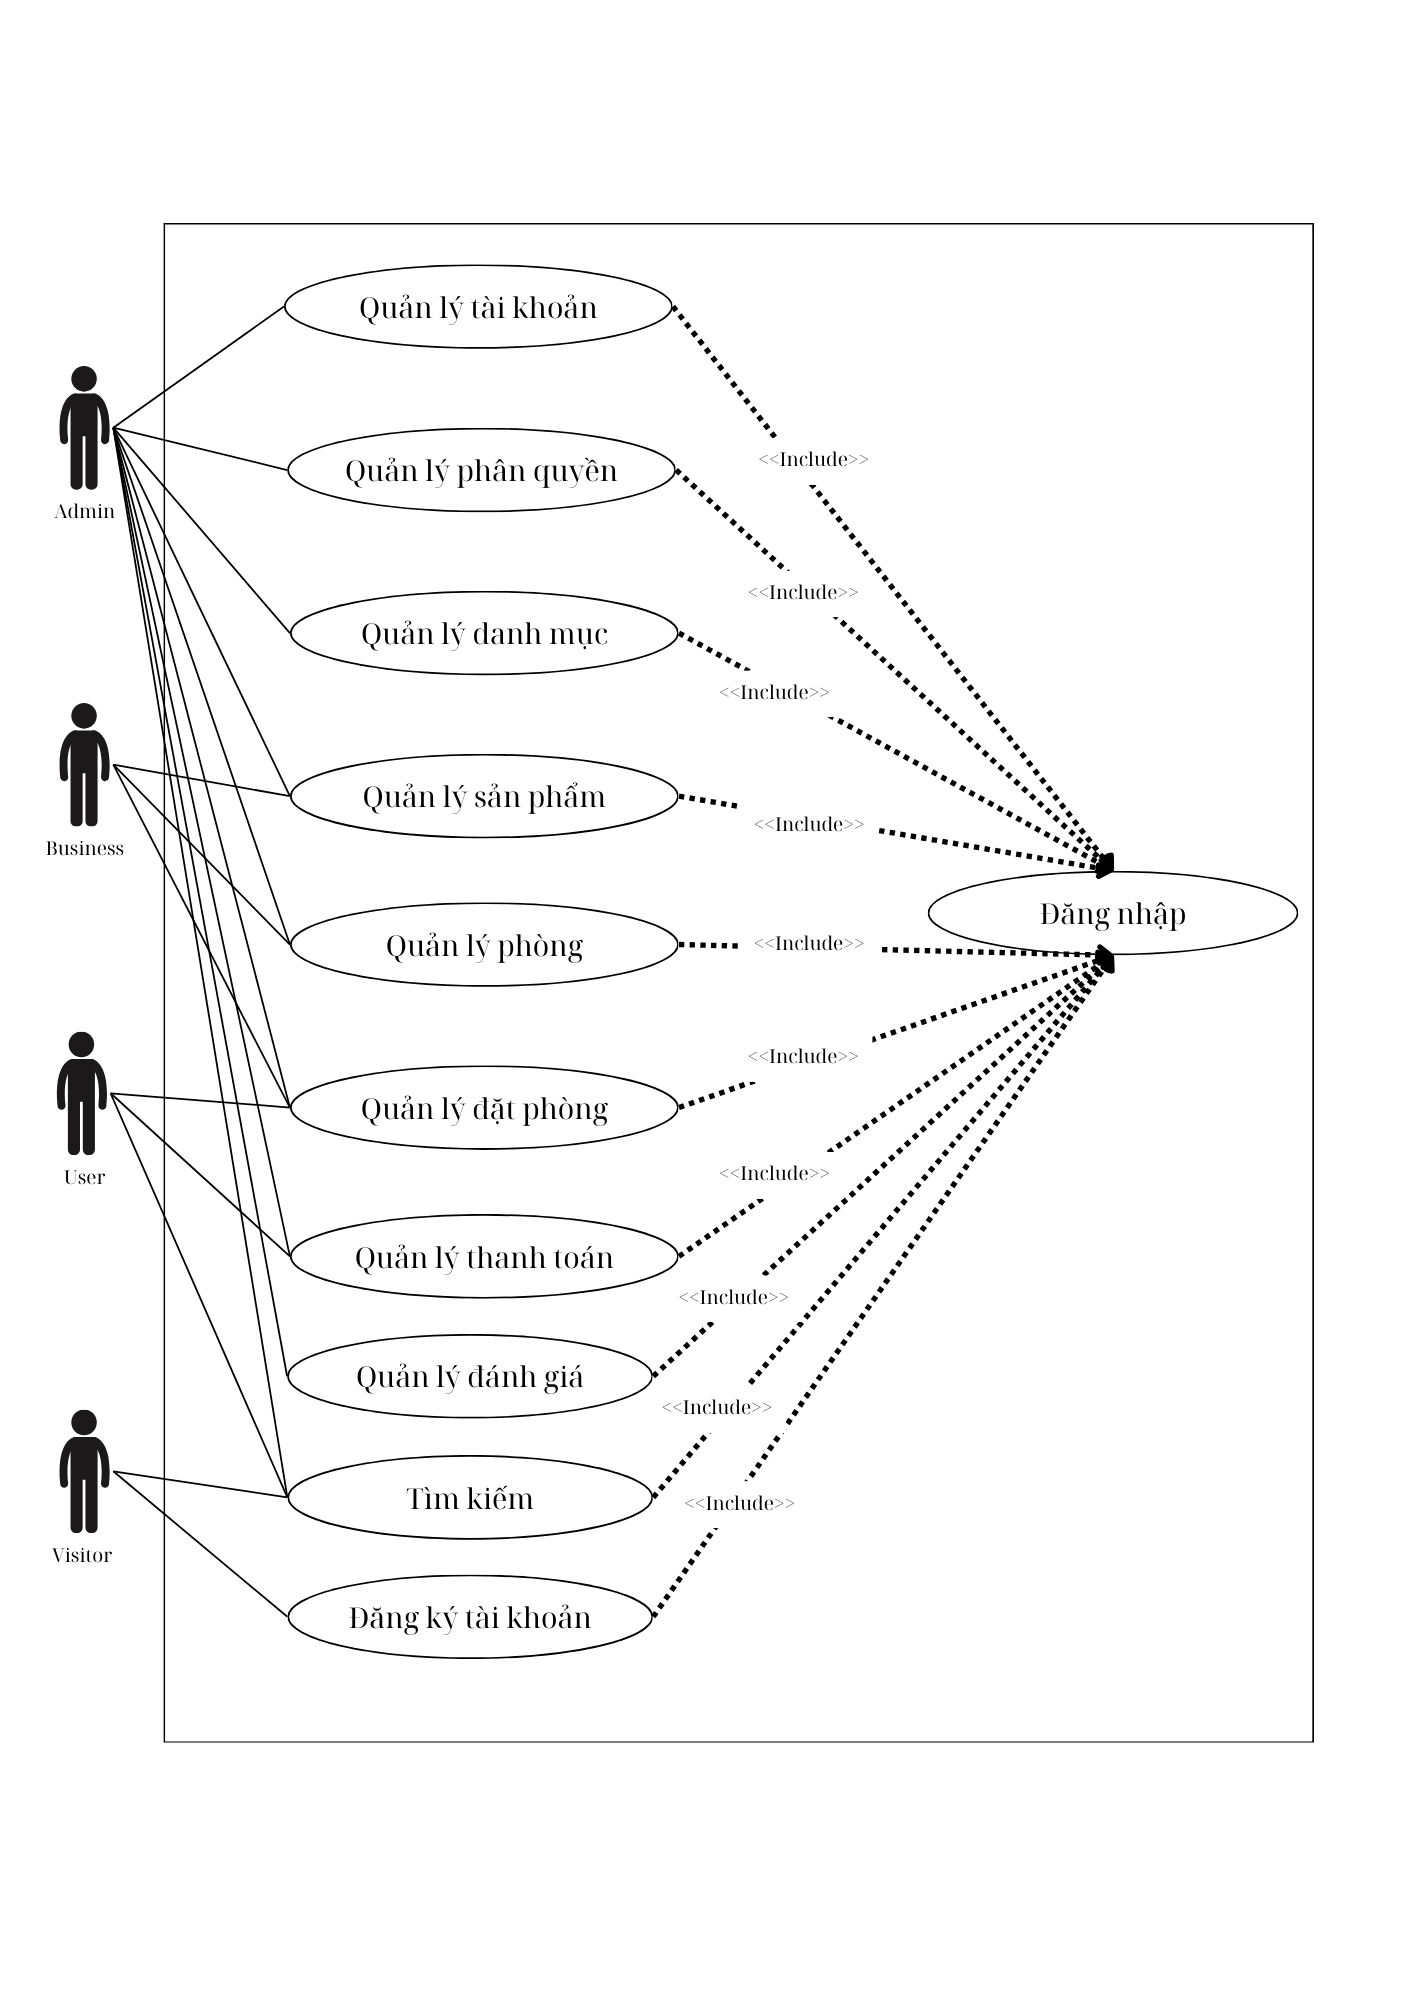 Quản lý tài khoản
<<Include>>
Quản lý phân quyền
Admin
<<Include>>
Quản lý danh mục
<<Include>>
Quản lý sản phẩm
<<Include>>
Business
Đăng nhập
Quản lý phòng
<<Include>>
<<Include>>
Quản lý đặt phòng
User
<<Include>>
Quản lý thanh toán
<<Include>>
Quản lý đánh giá
<<Include>>
Tìm kiếm
<<Include>>
Visitor
Đăng ký tài khoản